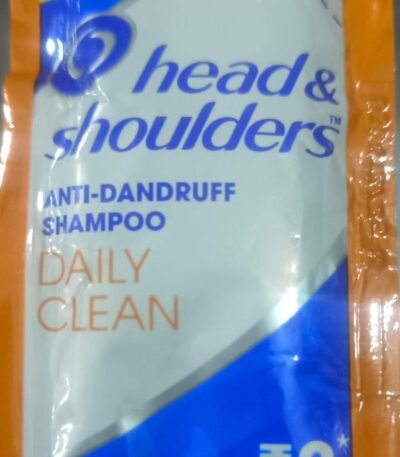 head &
shoulders™
ANTI-DANDRUFF
SHAMPOO
DAILY
CLEAN